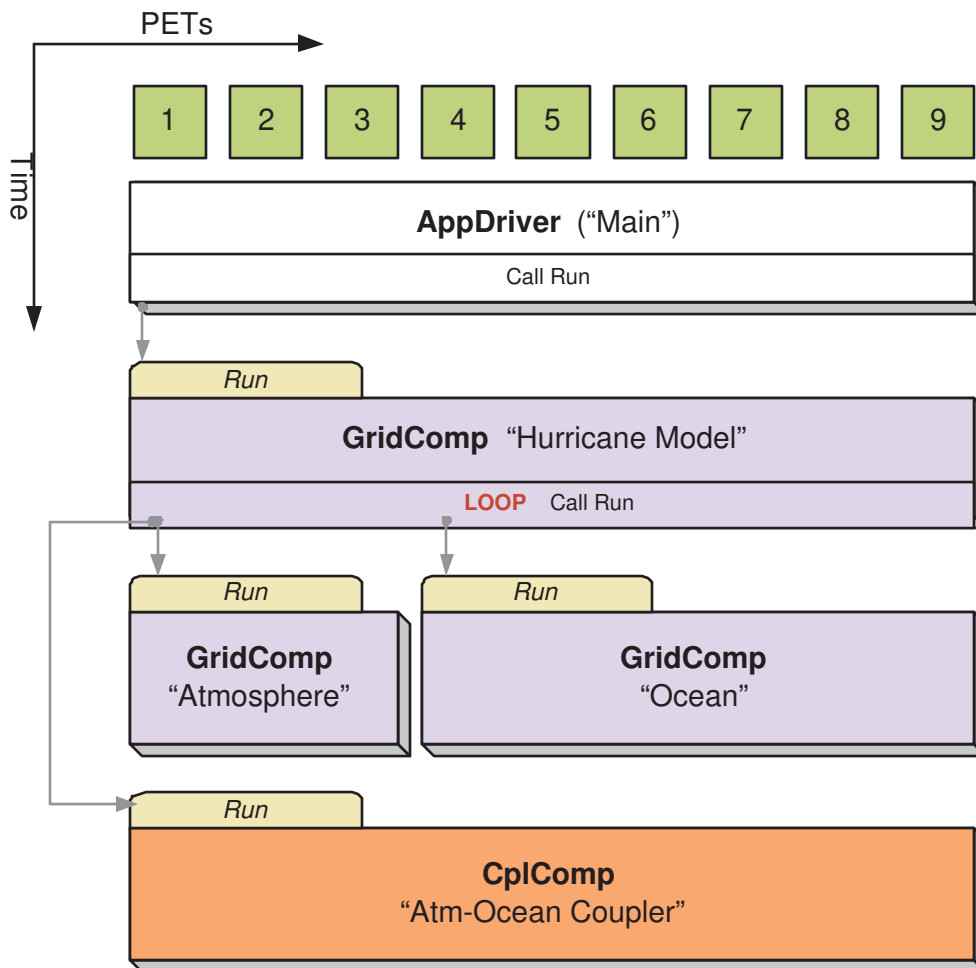 PETs
Time
1 2 3 4 5 6 7 8 9
AppDriver (“Main”)
Call Run
Run
GridComp “Hurricane Model”
LOOP Call Run
Run
Run
GridComp
“Atmosphere”
GridComp
“Ocean”
Run
CplComp
“Atm-Ocean Coupler”